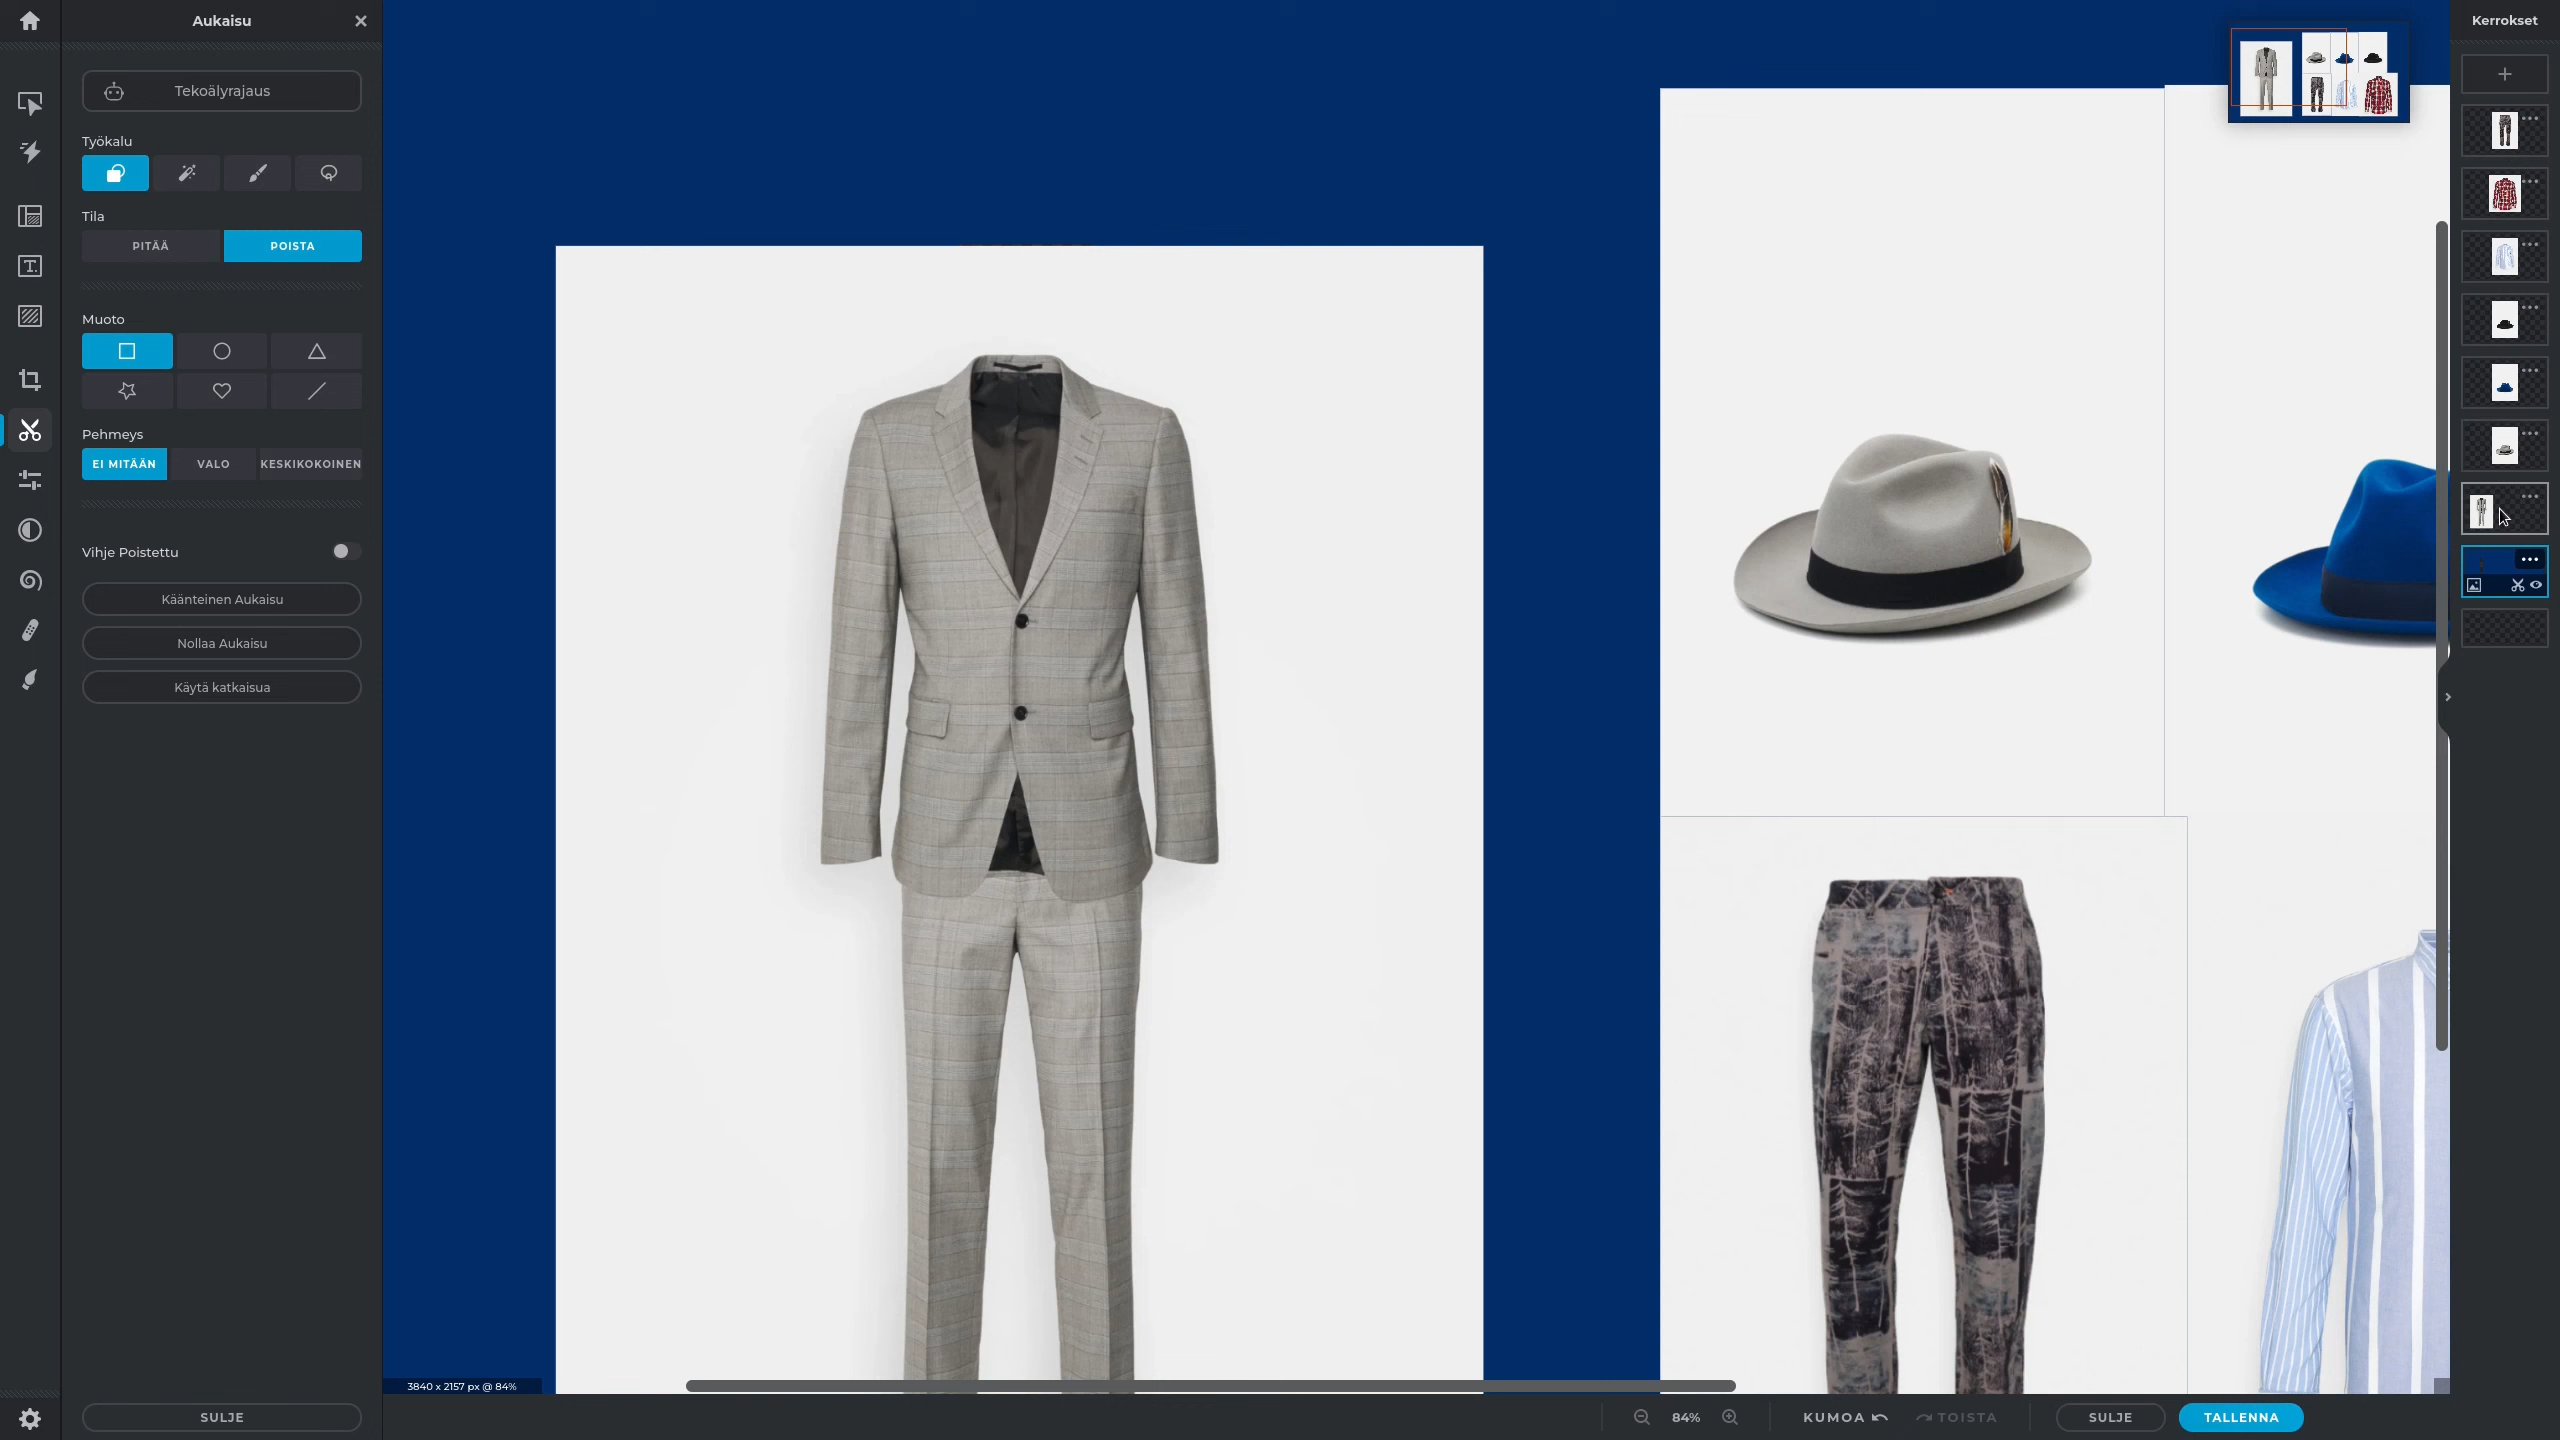 Aukaisu
Kerrokset
Tekoälyrajaus
Työkalu
Tila
PITÄÄ
POISTA
Muoto
Pehmeys
EI MITÄÄN
VALO
KESKIKOKOINEN
Vihje Poistettu
Käänteinen Aukaisu
Nollaa Aukaisu
Käytä katkaisua
3840 x 2157 px @ 84%
SULJE
84%
KUMOA
TOISTA
SULJE
TALLENNA